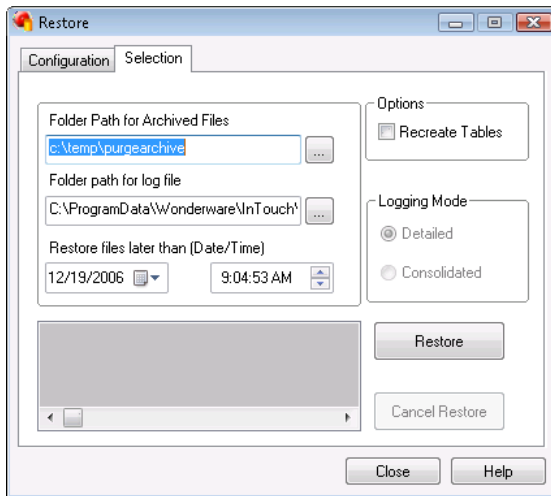 Restore
Configuration
Selection
Folder Path for Archived Files
c:\temp\purgearchive
...
Folder path for log file
C:\ProgramData\Wonderware\InTouch\
...
Restore files later than (Date/Time)
12/19/2006
9:04:53 AM
Options
Recreate Tables
Logging Mode
Detailed
Consolidated
Restore
Cancel Restore
Close
Help